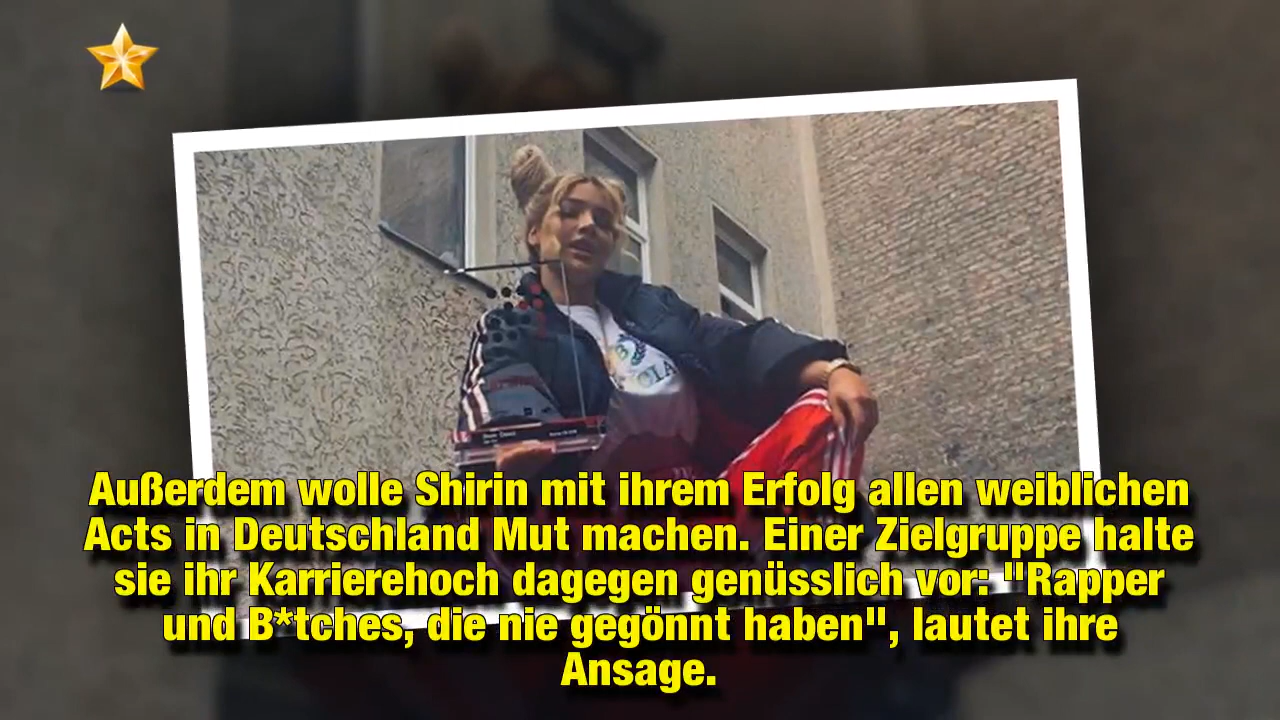 Außerdem wolle Shirin mit ihrem Erfolg allen weiblichen
Acts in Deutschland Mut machen. Einer Zielgruppe halte
sie ihr Karrierehoch dagegen genüsslich vor: "Rapper
und B*tches, die nie gegönnt haben", lautet ihre
Ansage.